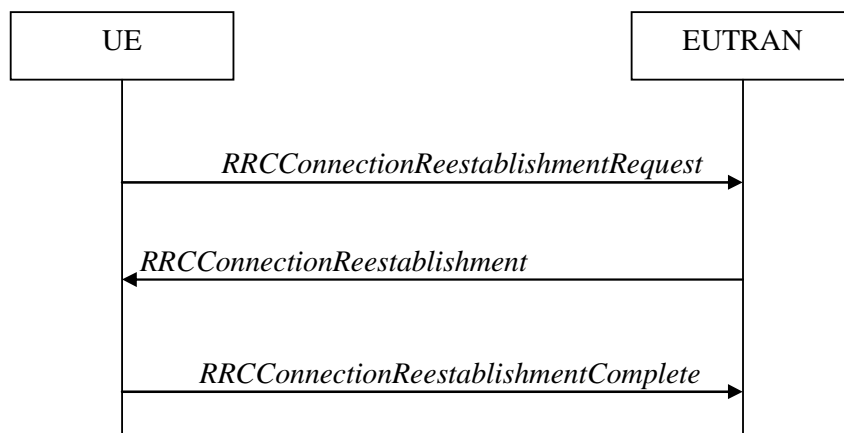 UE
EUTRAN
RRCConnectionReestablishmentRequest
RRCConnectionReestablishment
RRCConnectionReestablishmentComplete